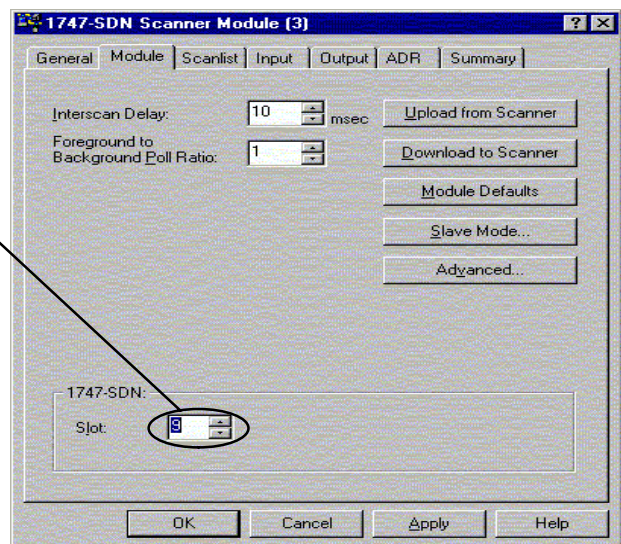 1747-SDN Scanner Module (3)
General Module Scanlist Input Output ADR Summary
Interscan Delay: 10 msec Upload from Scanner
Foreground to
Background Poll Ratio: 1 Download to Scanner
Module Defaults
Slave Mode...
Advanced...
1747-SDN:
Slot:
OK Cancel Apply Help